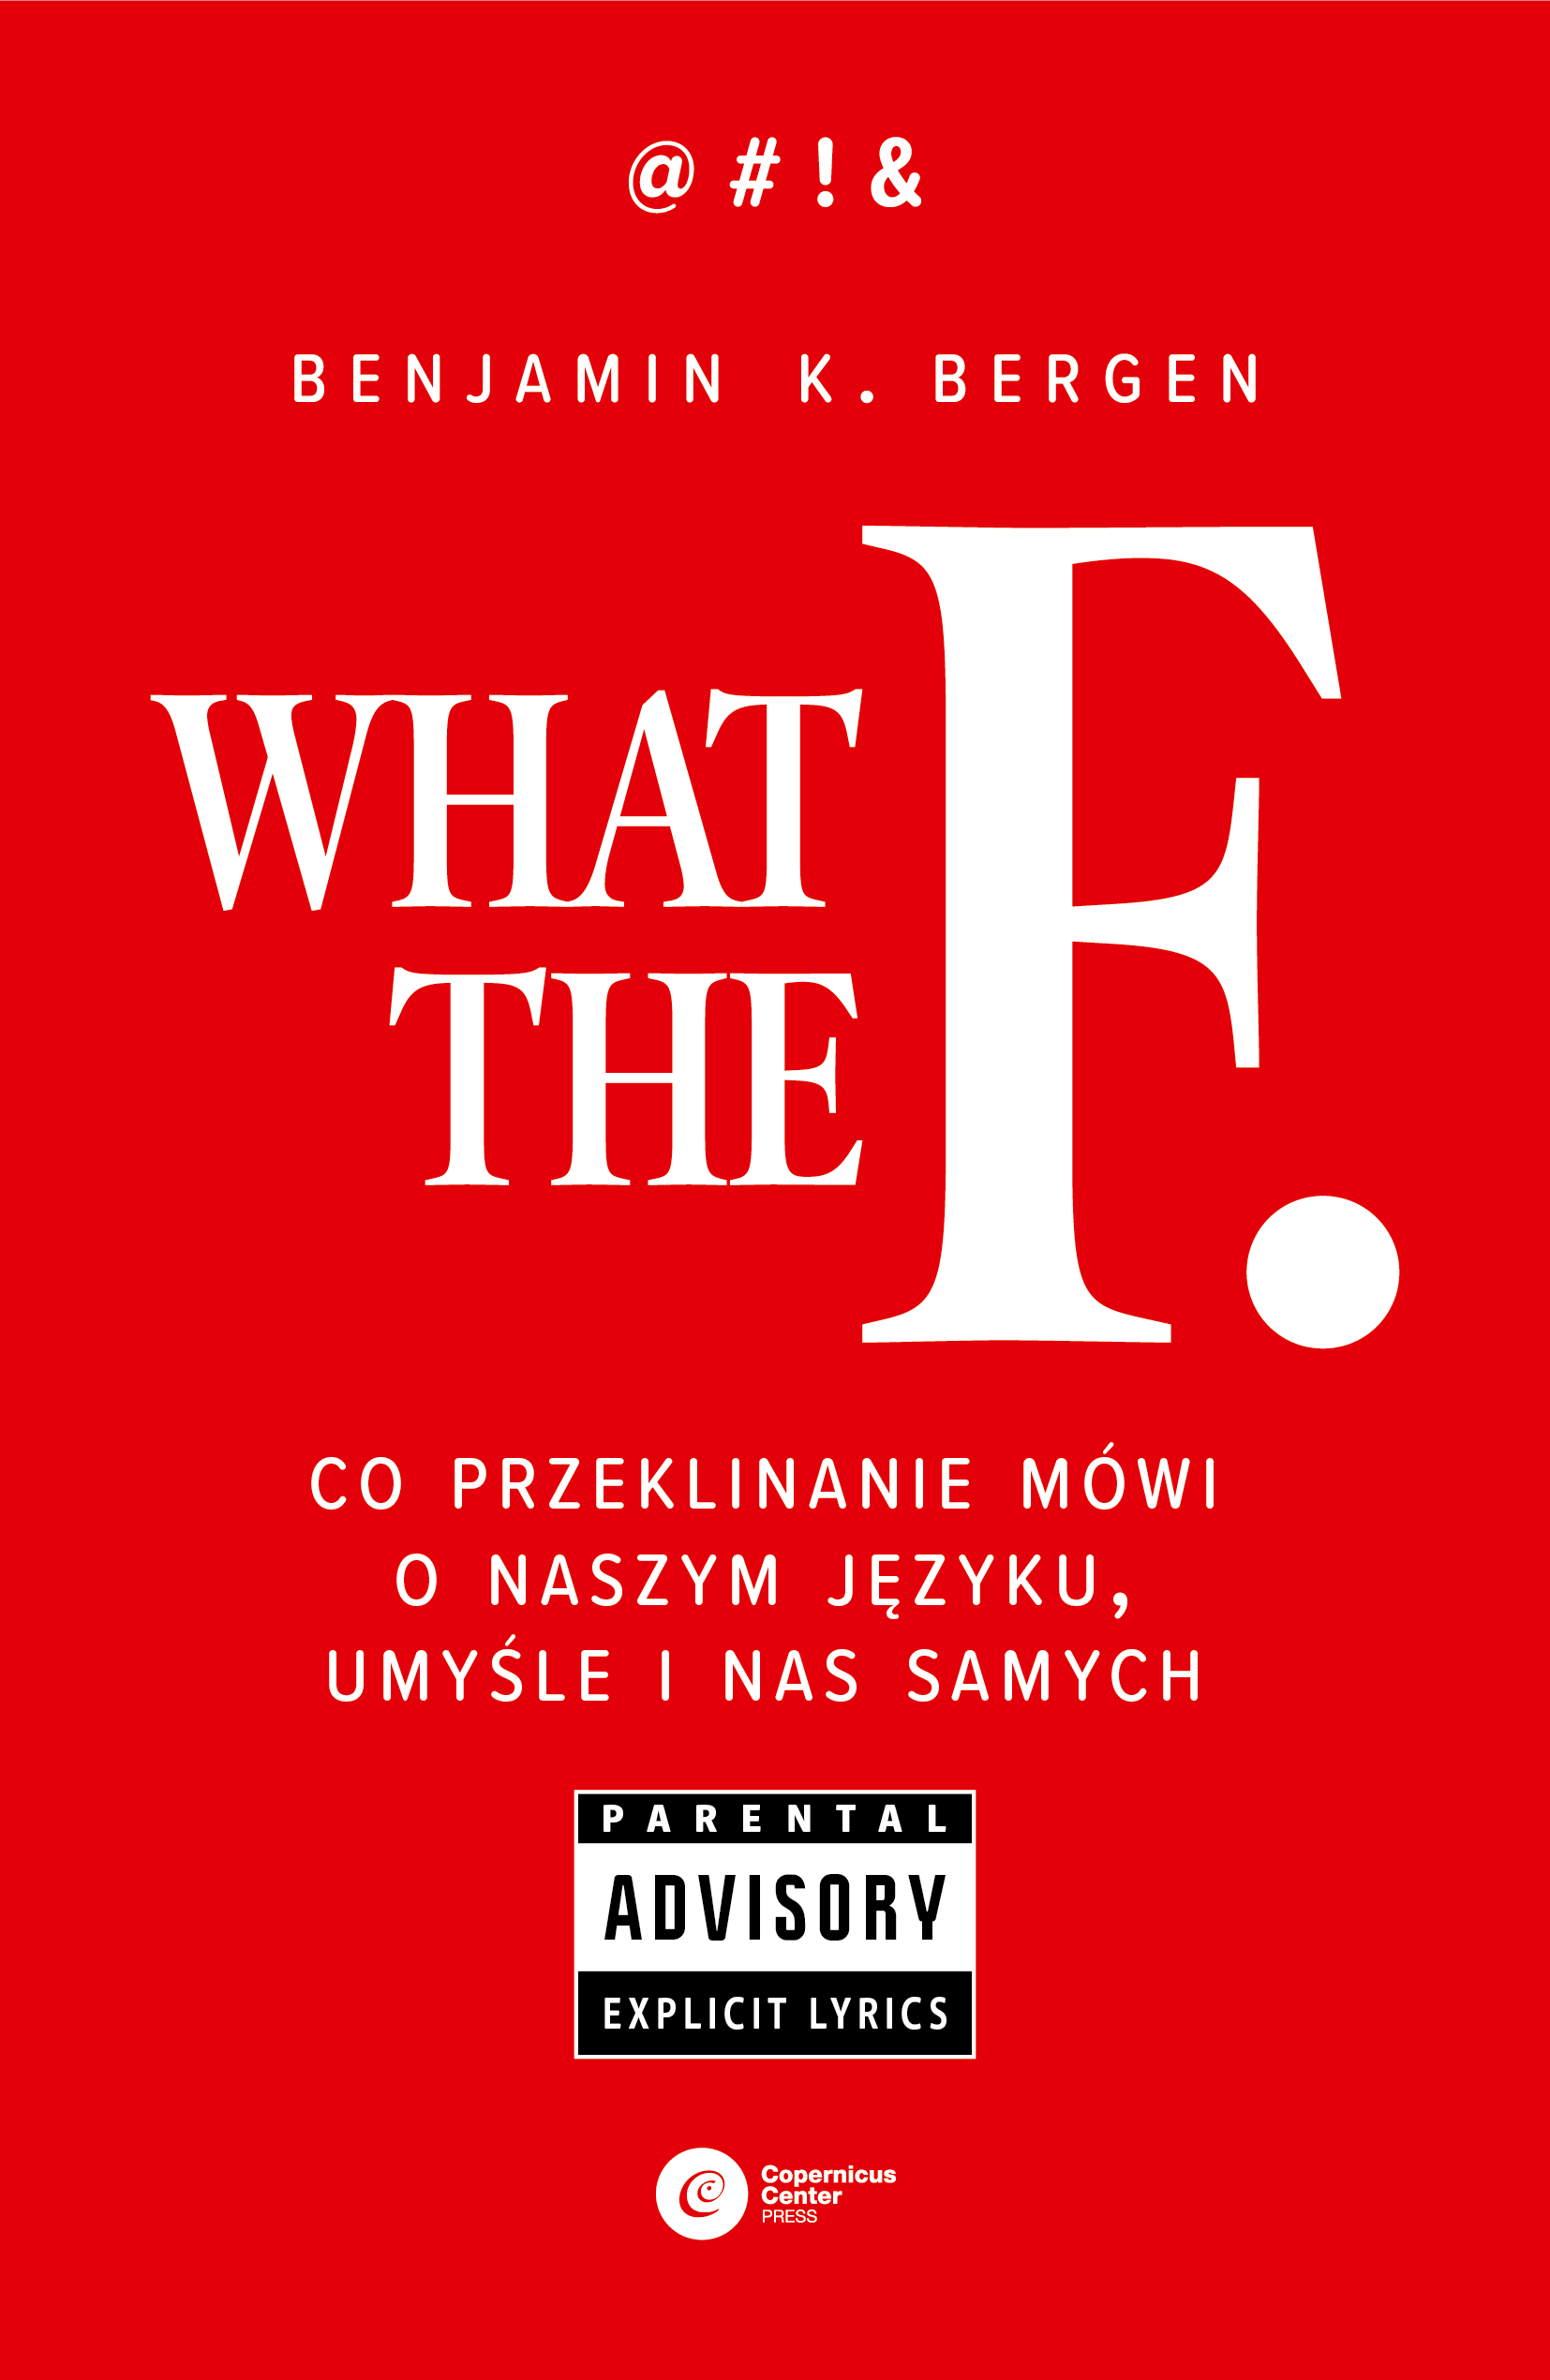 @ # ! &
BENJAMIN K. BERGEN
WHAT
THE
F.
CO PRZEKLINANIE MÓWI
O NASZYM JĘZYKU,
UMYŚLE I NAS SAMYCH
PARENTAL
ADVISORY
EXPLICIT LYRICS
Copernicus
Center
PRESS